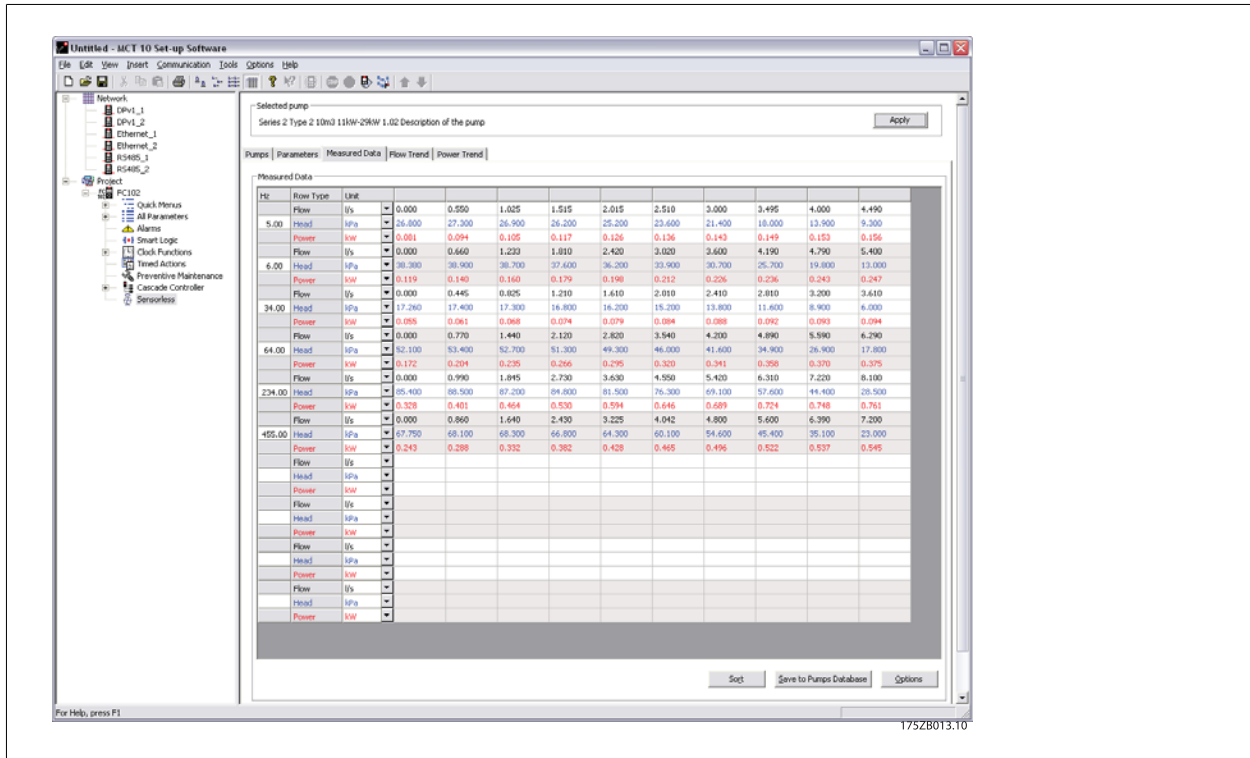 Untitled - MCT 10 Set-up Software
File Edit View Insert Communication Tools Options Help
Network
DPv1_1
DPv1_2
Ethernet_1
Ethernet_2
RS485_1
RS485_2
Project
FC102
Quick Menus
All Parameters
Alarms
Smart Logic
Clock Functions
Timed Actions
Preventive Maintenance
Cascade Controller
Sensorless
Selected pump
Series 2 Type 2 10m3 11kW-29kW 1.02 Description of the pump
Apply
Pumps Parameters Measured Data Flow Trend Power Trend
Measured Data
Hz Row Type Unit
Flow l/s 0.000 0.550 1.025 1.515 2.015 2.510 3.000 3.495 4.000 4.490
5.00 Head kPa 26.800 27.300 26.900 26.200 25.200 23.600 21.400 18.000 13.900 9.300
Power kW 0.081 0.094 0.105 0.117 0.126 0.136 0.143 0.149 0.153 0.156
Flow l/s 0.000 0.660 1.233 1.810 2.420 3.020 3.600 4.190 4.790 5.400
6.00 Head kPa 38.380 38.900 38.700 37.600 36.200 33.900 30.700 25.700 19.800 13.000
Power kW 0.119 0.140 0.160 0.179 0.198 0.212 0.226 0.236 0.243 0.247
Flow l/s 0.000 0.445 0.825 1.210 1.610 2.010 2.410 2.810 3.200 3.610
34.00 Head kPa 17.260 17.400 17.300 16.800 16.200 15.200 13.800 11.600 8.900 6.000
Power kW 0.055 0.061 0.068 0.074 0.079 0.084 0.088 0.092 0.093 0.094
Flow l/s 0.000 0.770 1.440 2.120 2.820 3.540 4.200 4.890 5.590 6.290
64.00 Head kPa 52.100 53.400 52.700 51.300 49.300 46.000 41.600 34.900 26.900 17.800
Power kW 0.172 0.204 0.235 0.266 0.295 0.320 0.341 0.358 0.370 0.375
Flow l/s 0.000 0.990 1.845 2.730 3.630 4.550 5.420 6.310 7.220 8.100
234.00 Head kPa 85.400 88.500 87.200 84.800 81.500 76.300 69.100 57.600 44.400 28.500
Power kW 0.328 0.401 0.464 0.530 0.594 0.646 0.689 0.724 0.748 0.761
Flow l/s 0.000 0.860 1.640 2.430 3.225 4.042 4.800 5.600 6.390 7.200
455.00 Head kPa 67.750 68.100 68.300 66.800 64.300 60.100 54.600 45.400 35.100 23.000
Power kW 0.243 0.288 0.332 0.382 0.428 0.465 0.496 0.522 0.537 0.545
Flow l/s
Head kPa
Power kW
Flow l/s
Head kPa
Power kW
Flow l/s
Head kPa
Power kW
Flow l/s
Head kPa
Power kW
Sort Save to Pumps Database Options
For Help, press F1
175ZB013.10